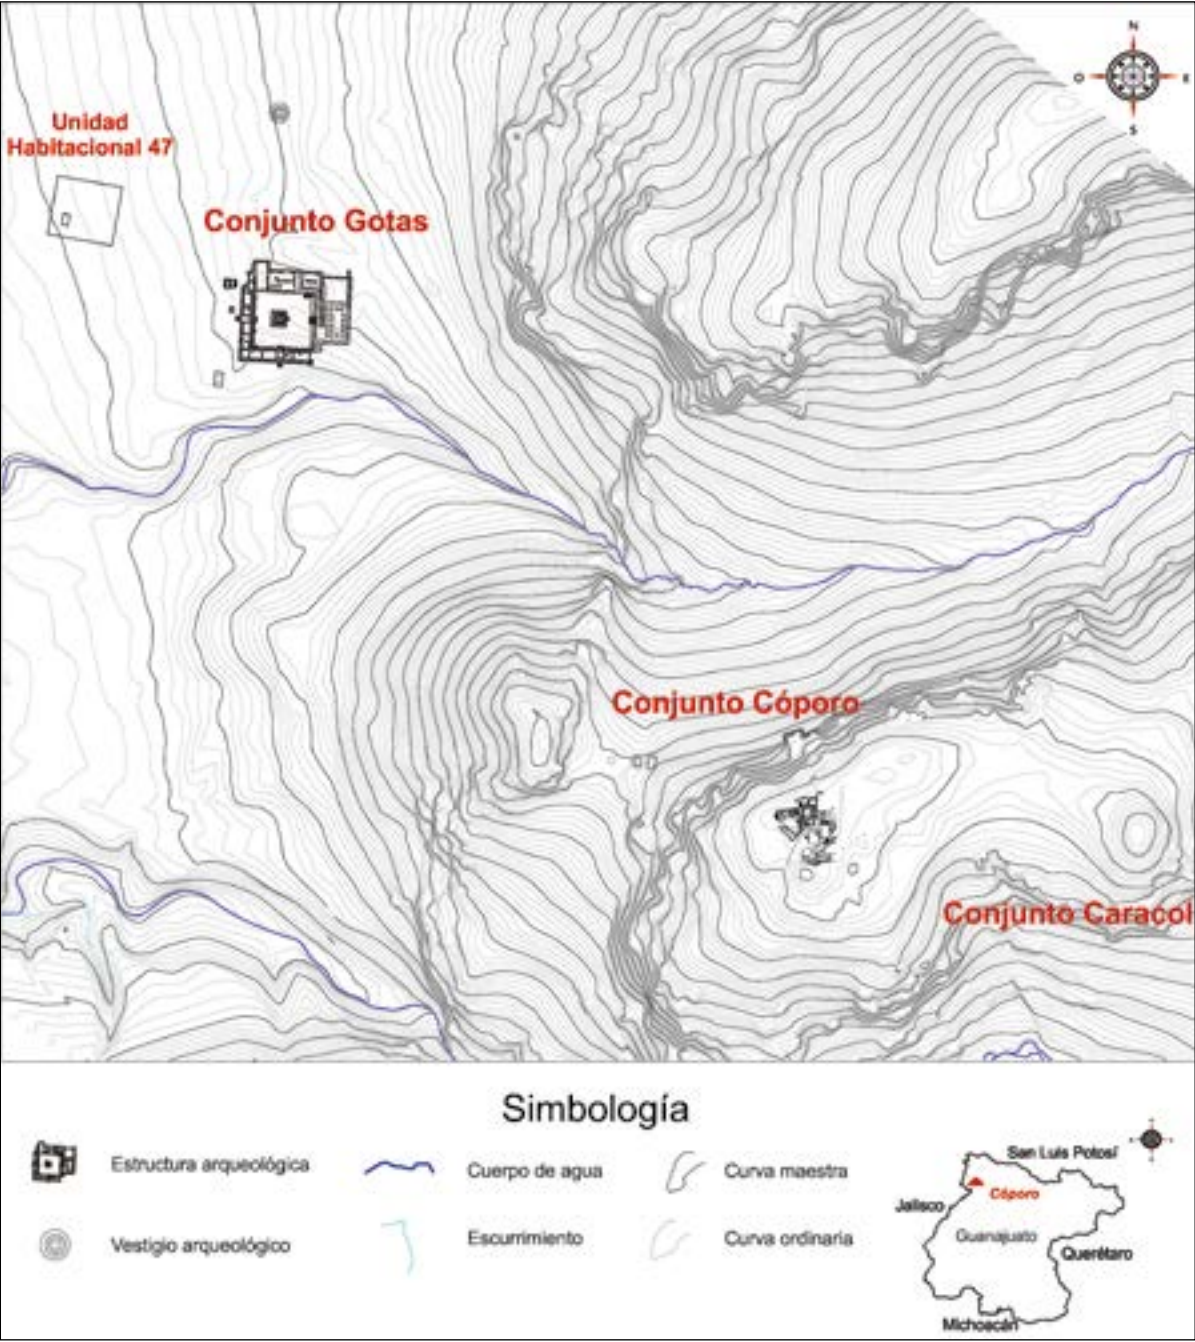 N
O
E
S
Unidad
Habitacional 47
Conjunto Gotas
Conjunto Cóporo
Conjunto Caracol
Simbología
Estructura arqueológica
Cuerpo de agua
Curva maestra
Vestigio arqueológico
Escurrimiento
Curva ordinaria
San Luis Potosí
Cóporo
Jalisco
Guanajuato
Querétaro
Michoacán